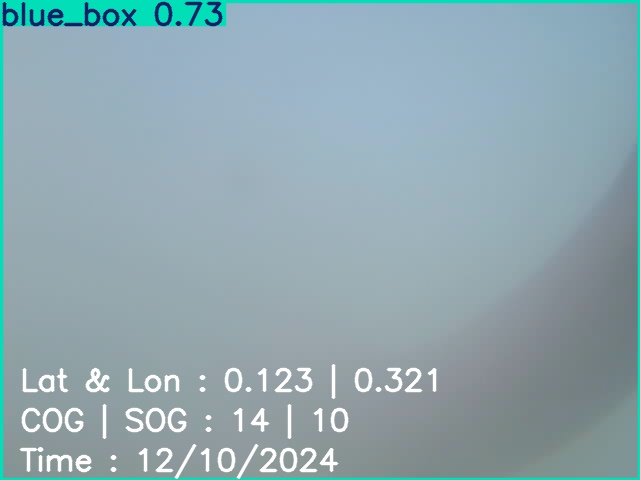 blue_box 0.73
Lat & Lon : 0.123 | 0.321
COG | SOG : 14 | 10
Time : 12/10/2024